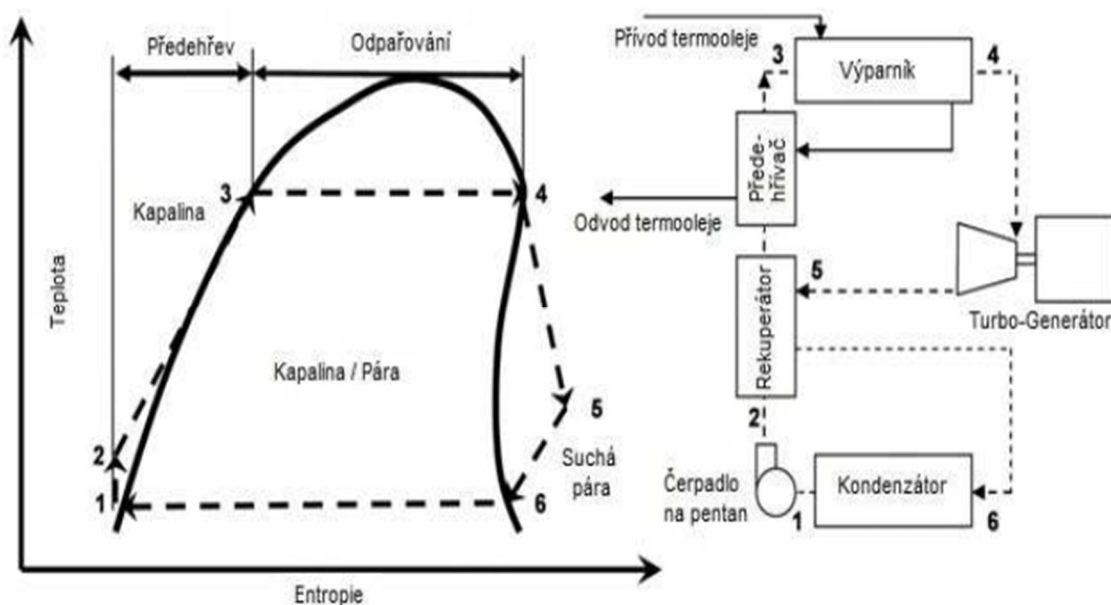 Předehřev
Odpařování
Kapalina
3
4
Teplota
Kapalina / Pára
2
1
5
Suchá
pára
6
Entropie
Přívod termooleje
3
Výparník
4
Přede-
hřívač
Odvod termooleje
5
Rekuperátor
Turbo-Generátor
2
Čerpadlo
na pentan
1
Kondenzátor
6